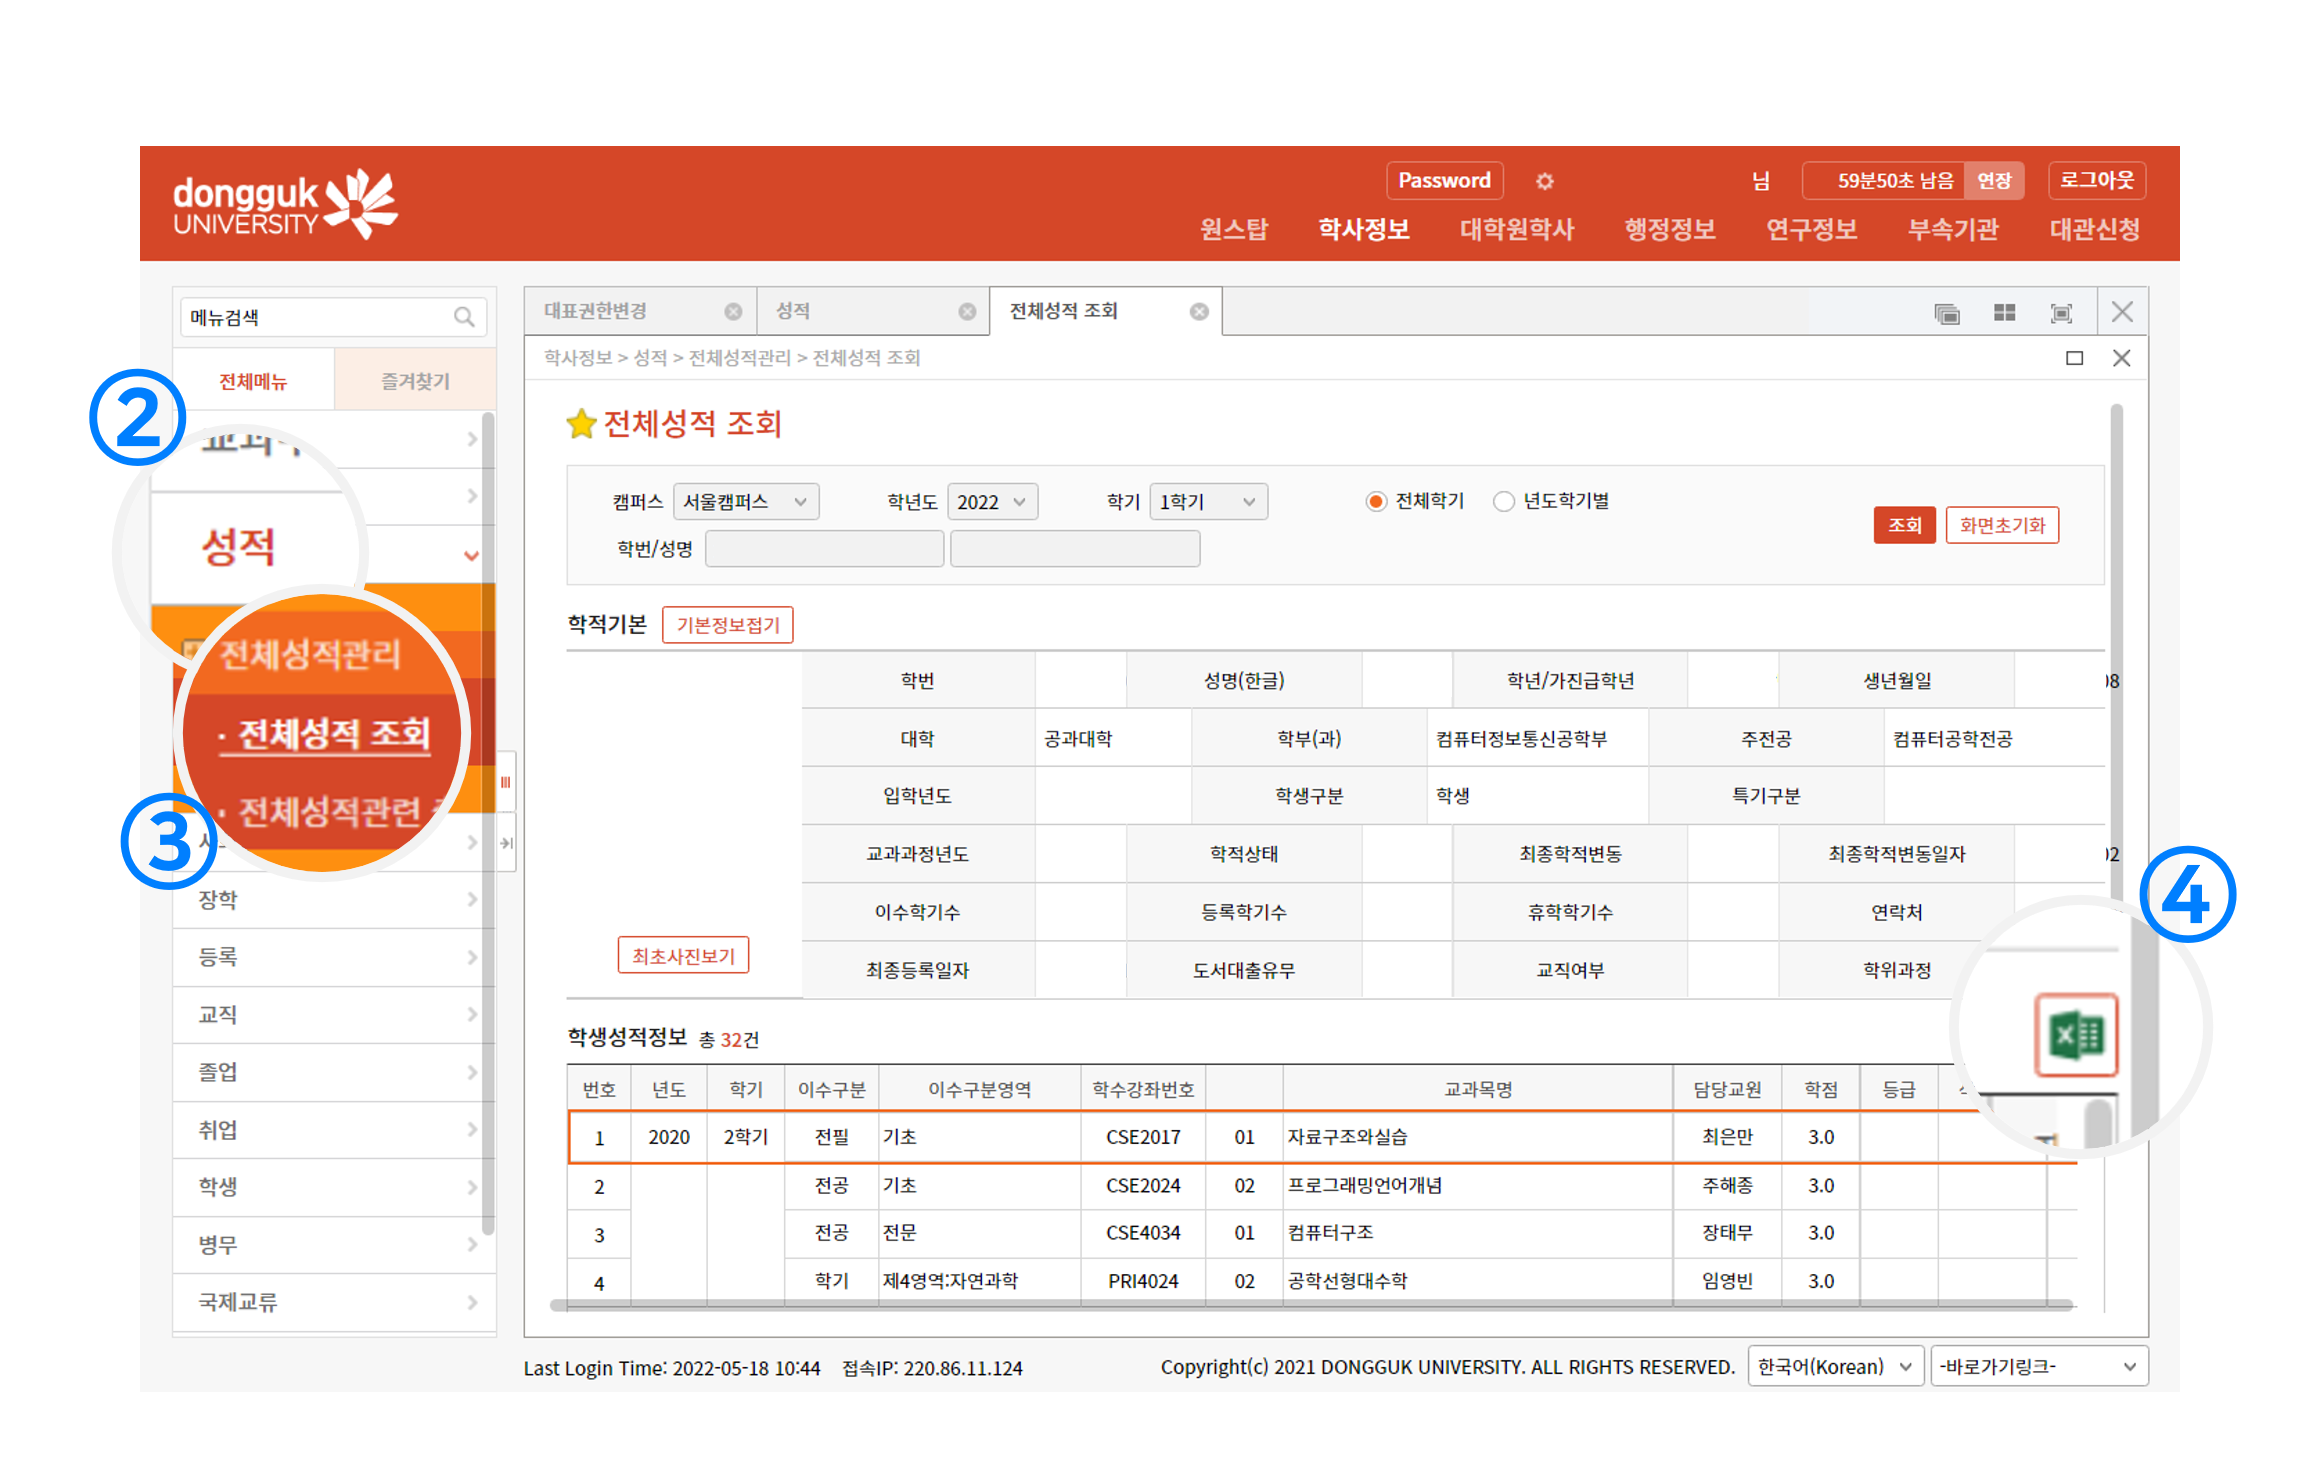 dongguk
UNIVERSITY
Password 님 59분50초 남음 연장 로그아웃
원스탑 학사정보 대학원학사 행정정보 연구정보 부속기관 대관신청
메뉴검색
전체메뉴 즐겨찾기
②
성적
전체성적관리
· 전체성적 조회
· 전체성적관련
③
장학
등록
교직
졸업
취업
학생
병무
국제교류
대표권한변경 성적 전체성적 조회
학사정보 > 성적 > 전체성적관리 > 전체성적 조회
전체성적 조회
캠퍼스 서울캠퍼스 학년도 2022 학기 1학기 전체학기 년도학기별
학번/성명
조회 화면초기화
학적기본 기본정보접기
학번 성명(한글) 학년/가진급학년 생년월일 08
대학 공과대학 학부(과) 컴퓨터정보통신공학부 주전공 컴퓨터공학전공
입학년도 학생구분 학생 특기구분
교과과정년도 학적상태 최종학적변동 최종학적변동일자 02
이수학기수 등록학기수 휴학학기수 연락처
④
최초사진보기
최종등록일자 도서대출유무 교직여부 학위과정
학생성적정보 총 32건
번호 년도 학기 이수구분 이수구분영역 학수강좌번호 교과목명 담당교원 학점 등급
1 2020 2학기 전필 기초 CSE2017 01 자료구조와실습 최은만 3.0
2 전공 기초 CSE2024 02 프로그래밍언어개념 주해종 3.0
3 전공 전문 CSE4034 01 컴퓨터구조 장태무 3.0
4 학기 제4영역:자연과학 PRI4024 02 공학선형대수학 임영빈 3.0
Last Login Time: 2022-05-18 10:44 접속IP: 220.86.11.124
Copyright(c) 2021 DONGGUK UNIVERSITY. ALL RIGHTS RESERVED. 한국어(Korean) -바로가기링크-